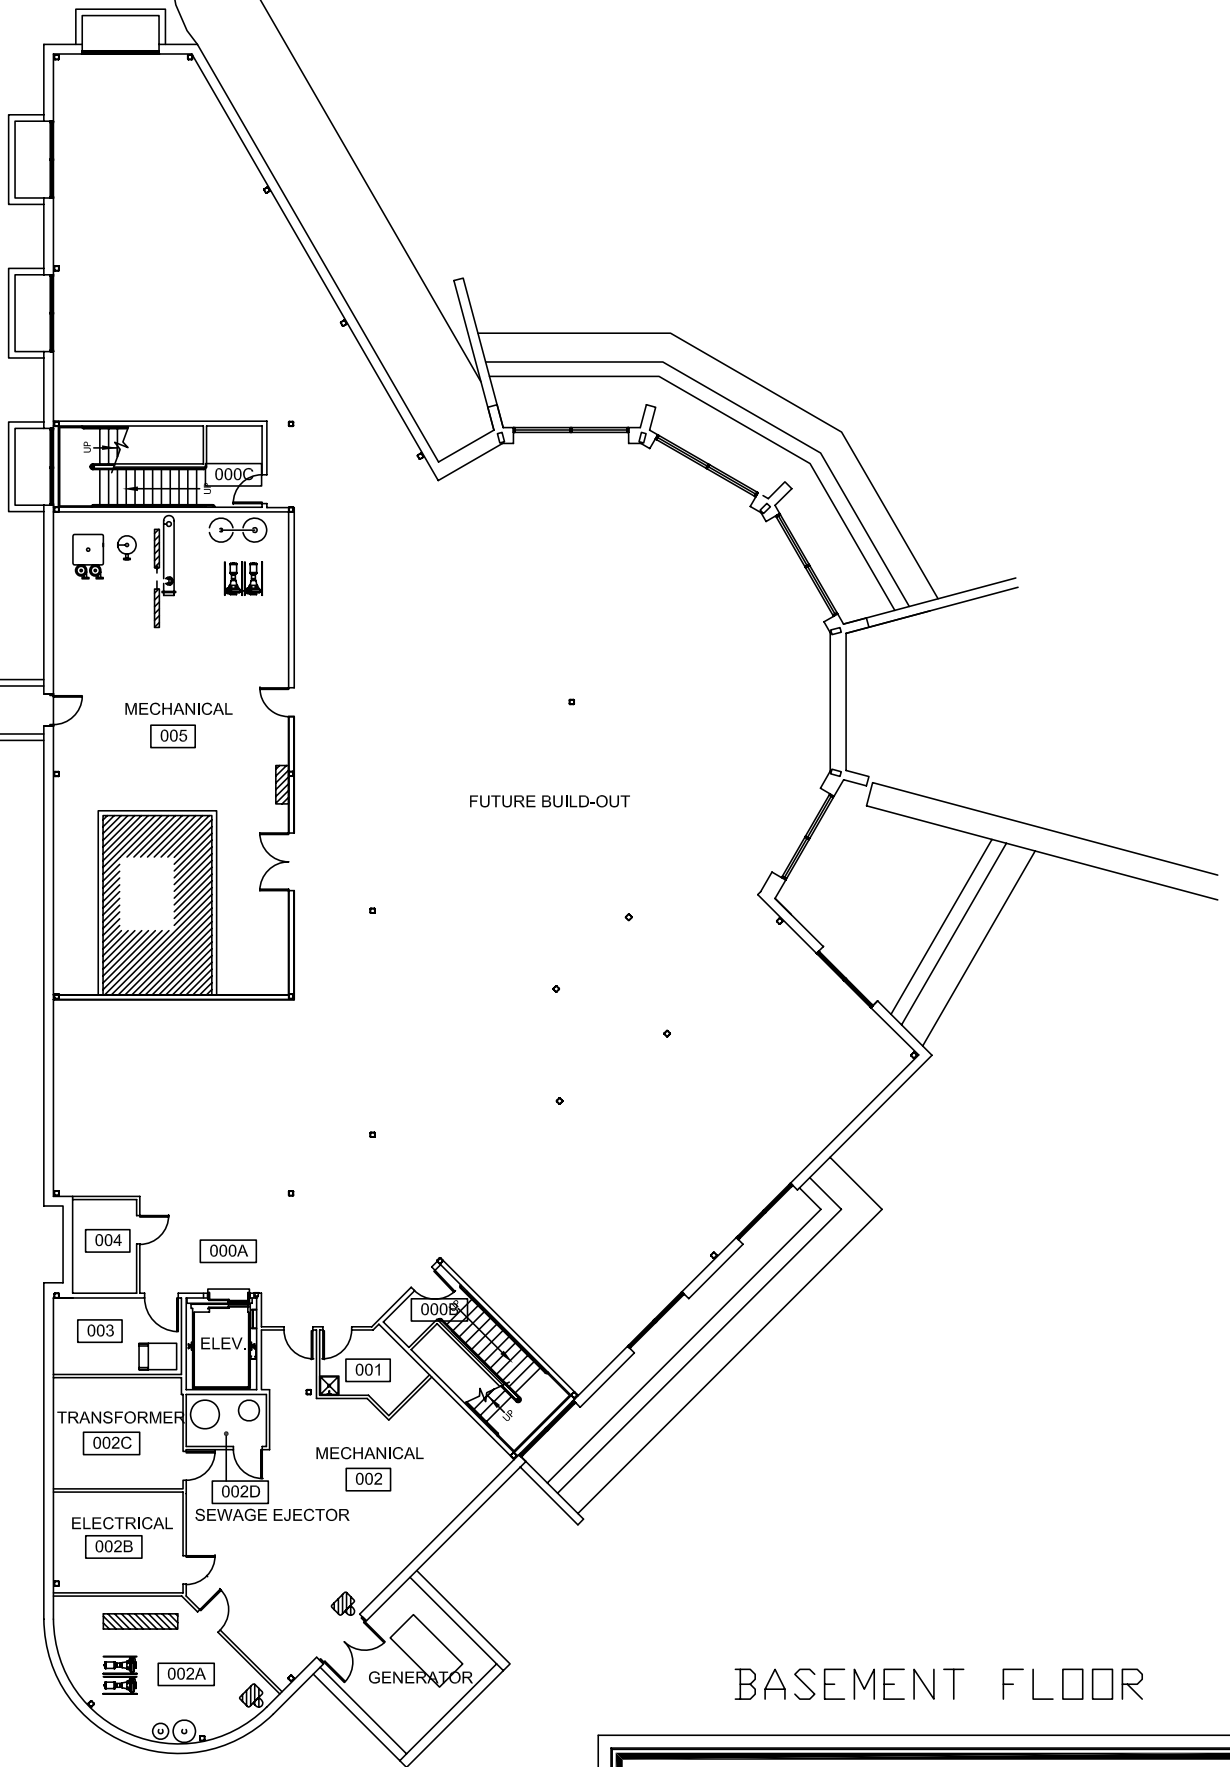 UP
000C
UP
MECHANICAL
005
FUTURE BUILD-OUT
004
000A
003
ELEV.
000B
UP
001
TRANSFORMER
002C
MECHANICAL
002
UP
002D
SEWAGE EJECTOR
ELECTRICAL
002B
002A
GENERATOR
BASEMENT FLOOR